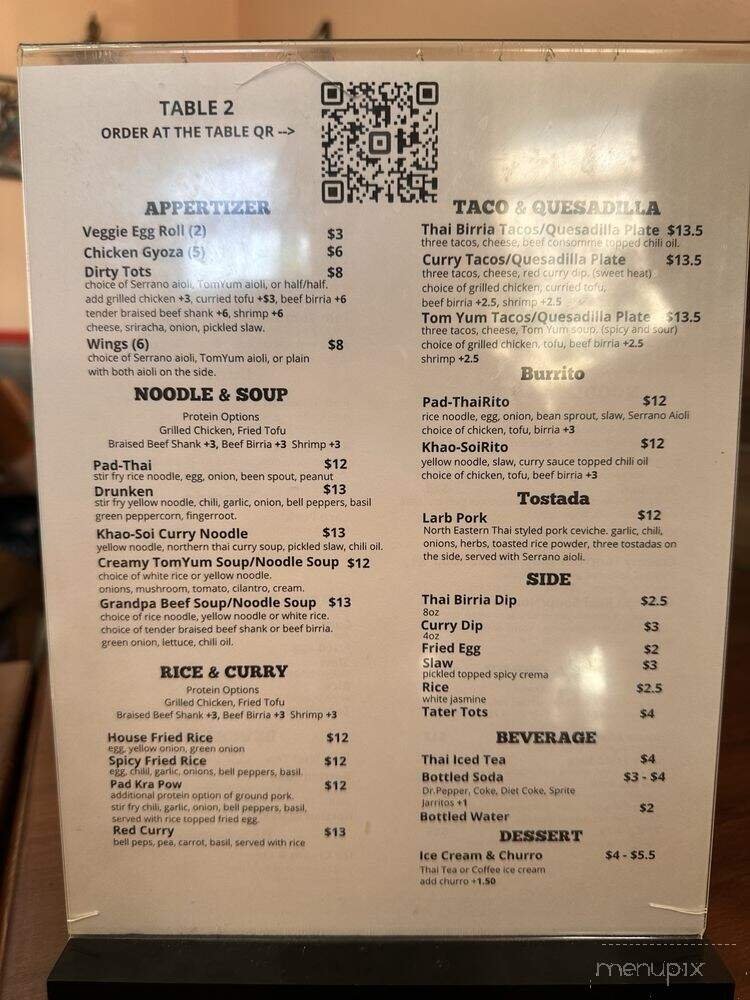 TABLE 2
ORDER AT THE TABLE QR -->
APPERTIZER
Veggie Egg Roll (2) $3
Chicken Gyoza (5) $6
Dirty Tots $8
choice of Serrano aioli, TomYum aioli, or half/half.
add grilled chicken +3, curried tofu +$3, beef birria +6
tender braised beef shank +6, shrimp +6
cheese, sriracha, onion, pickled slaw.
Wings (6) $8
choice of Serrano aioli, TomYum aioli, or plain
with both aioli on the side.
NOODLE & SOUP
Protein Options
Grilled Chicken, Fried Tofu
Braised Beef Shank +3, Beef Birria +3 Shrimp +3
Pad-Thai $12
stir fry rice noodle, egg, onion, been spout, peanut
Drunken $13
stir fry yellow noodle, chili, garlic, onion, bell peppers, basil
green peppercorn, fingerroot.
Khao-Soi Curry Noodle $13
yellow noodle, northern thai curry soup, pickled slaw, chil oil.
Creamy TomYum Soup/Noodle Soup $12
choice of white rice or yellow noodle.
onions, mushroom, tomato, cilantro, cream.
Grandpa Beef Soup/Noodle Soup $13
choice of rice noodle, yellow noodle or white rice.
choice of tender braised beef shank or beef birria.
green onion, lettuce, chili oil.
RICE & CURRY
Protein Options
Grilled Chicken, Fried Tofu
Braised Beef Shank +3, Beef Birria +3 Shrimp +3
House Fried Rice $12
egg, yellow onion, green onion
Spicy Fried Rice $12
egg, chilil, garlic, onions, bell peppers, basil.
Pad Kra Pow $12
additional protein option of ground pork.
stir fry chili, garlic, onion, bell peppers, basil,
served with rice topped fried egg.
Red Curry $13
bell peps, pea, carrot, basil, served with rice
TACO & QUESADILLA
Thai Birria Tacos/Quesadilla Plate $13.5
three tacos, cheese, beef consomme topped chili oil.
Curry Tacos/Quesadilla Plate $13.5
three tacos, cheese, red curry dip. (sweet heat)
choice of grilled chicken, curried tofu,
beef birria +2.5, shrimp +2.5
Tom Yum Tacos/Quesadilla Plate $13.5
three tacos, cheese, Tom Yum soup. (spicy and sour)
choice of grilled chicken, tofu, beef birria +2.5
shrimp +2.5
Burrito
Pad-ThaiRito $12
rice noodle, egg, onion, bean sprout, slaw, Serrano Aioli
choice of chicken, tofu, birria +3
Khao-SoiRito $12
yellow noodle, slaw, curry sauce topped chili oil
choice of chicken, tofu, beef birria +3
Tostada
Larb Pork $12
North Eastern Thai styled pork ceviche. garlic, chili,
onions, herbs, toasted rice powder, three tostadas on
the side, served with Serrano aioli.
SIDE
Thai Birria Dip $2.5
8oz
Curry Dip $3
4oz
Fried Egg $2
Slaw $3
pickled topped spicy crema
Rice $2.5
white jasmine
Tater Tots $4
BEVERAGE
Thai Iced Tea $4
Bottled Soda $3 - $4
Dr.Pepper, Coke, Diet Coke, Sprite
Jarritos +1
Bottled Water $2
DESSERT
Ice Cream & Churro $4 - $5.5
Thai Tea or Coffee ice cream
add churro +1.50
menupix